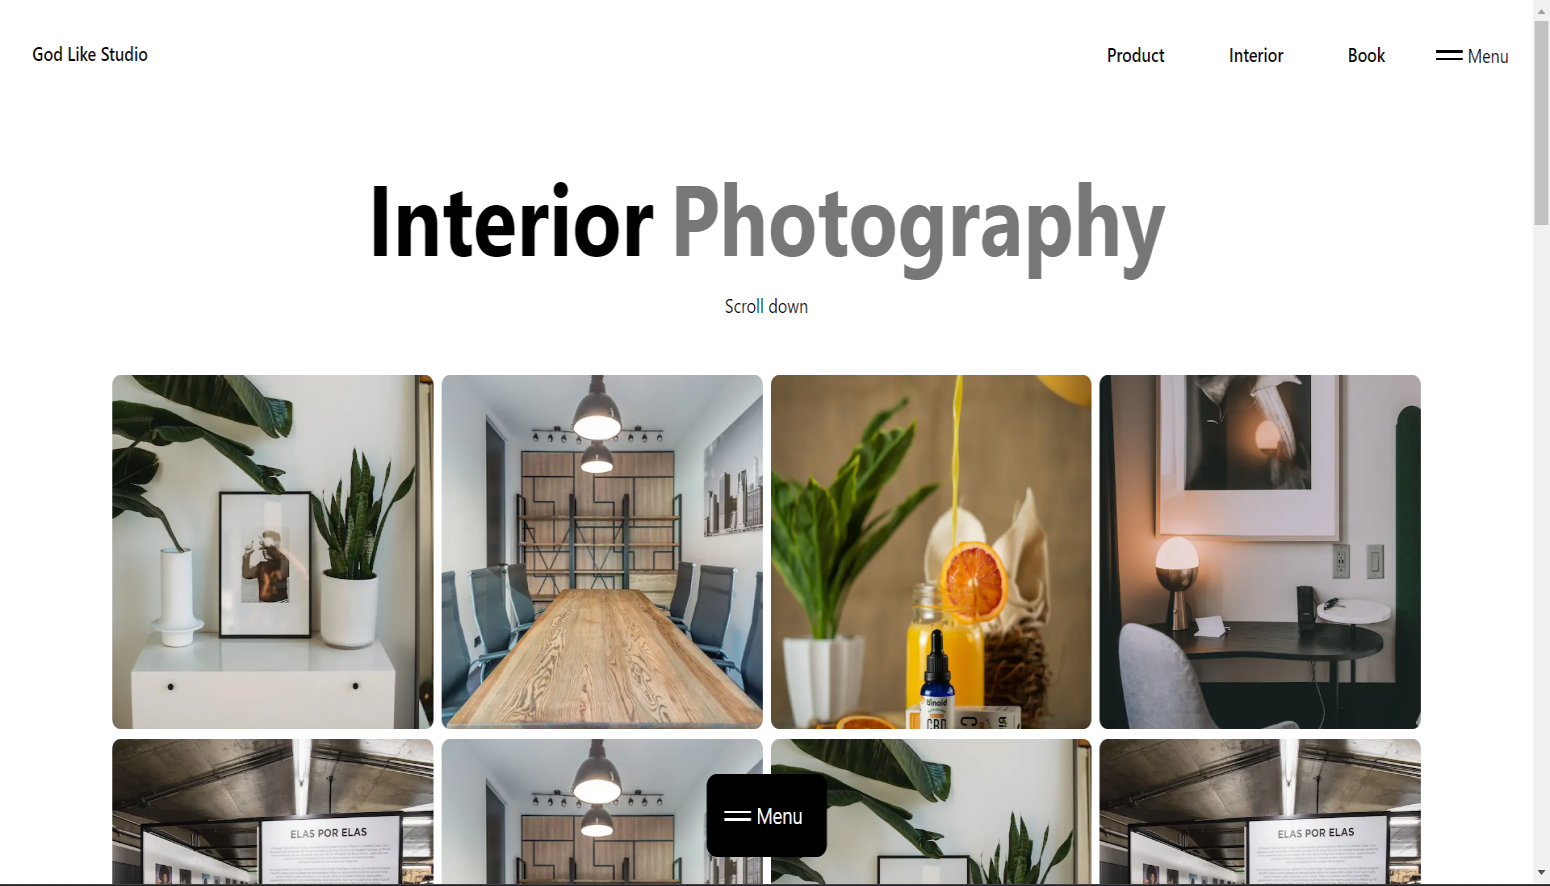 God Like Studio
Product
Interior
Book
Menu
Interior Photography
Scroll down
Binoid
CBD
ELAS POR ELAS
Menu
ELAS POR ELAS